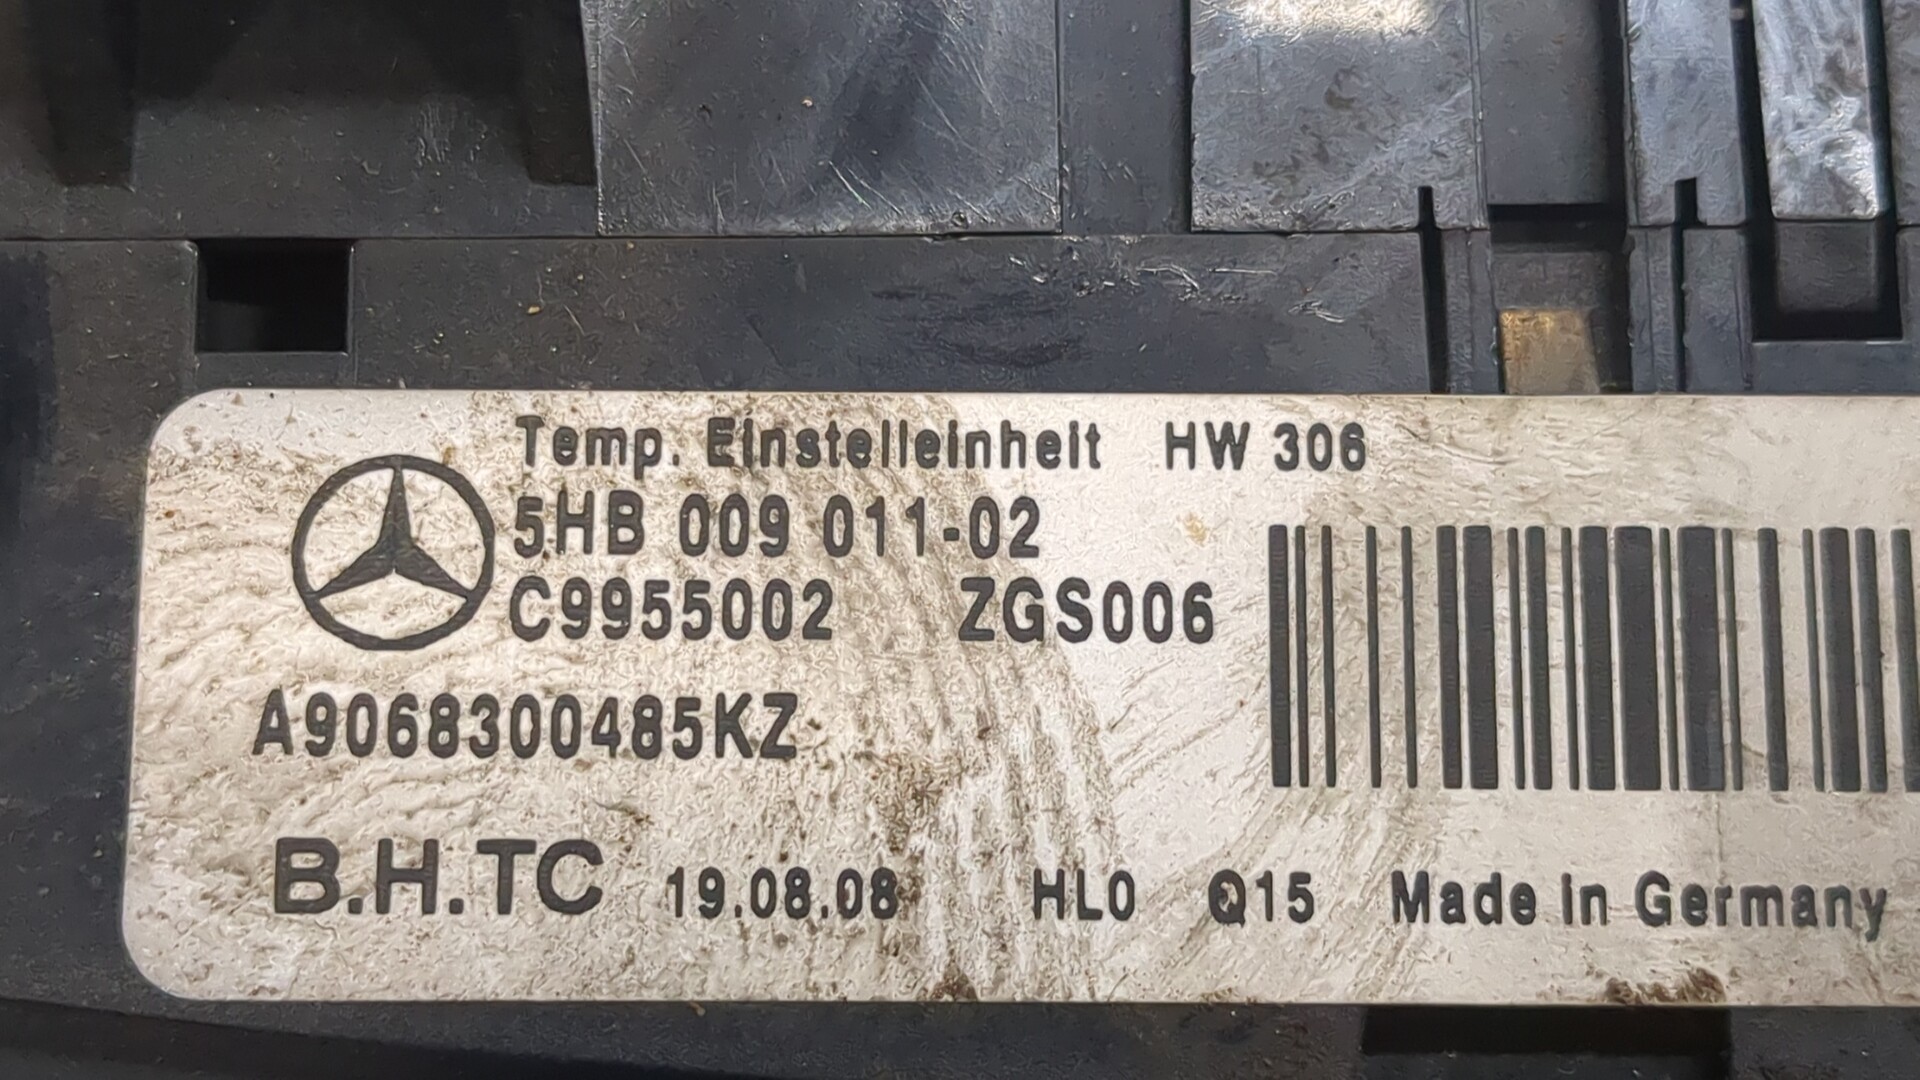 Temp. Einstelleinheit HW 306
5HB 009 011-02
C9955002 ZGS006
A9068300485KZ
B.H.TC 19.08.08 HL0 Q15 Made in Germany